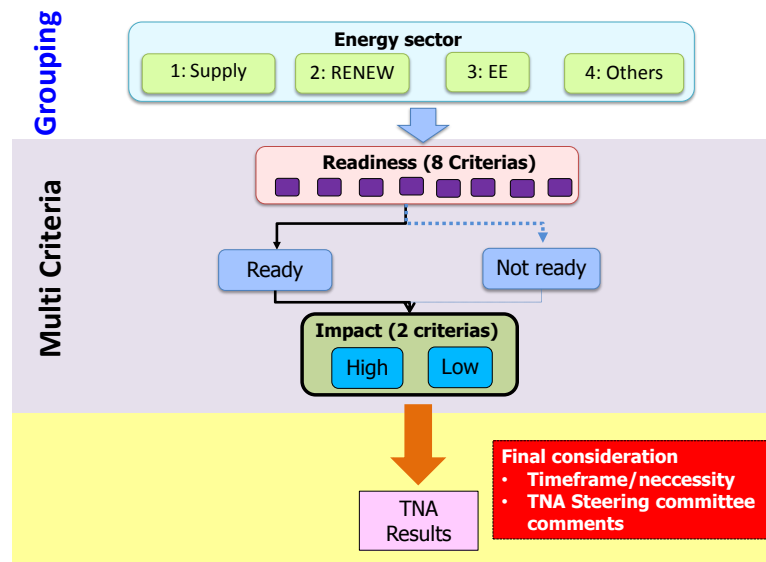 Grouping
Energy sector
1: Supply
2: RENEW
3: EE
4: Others
Multi Criteria
Readiness (8 Criterias)
Ready
Not ready
Impact (2 criterias)
High
Low
Final consideration
• Timeframe/neccessity
• TNA Steering committee
comments
TNA
Results